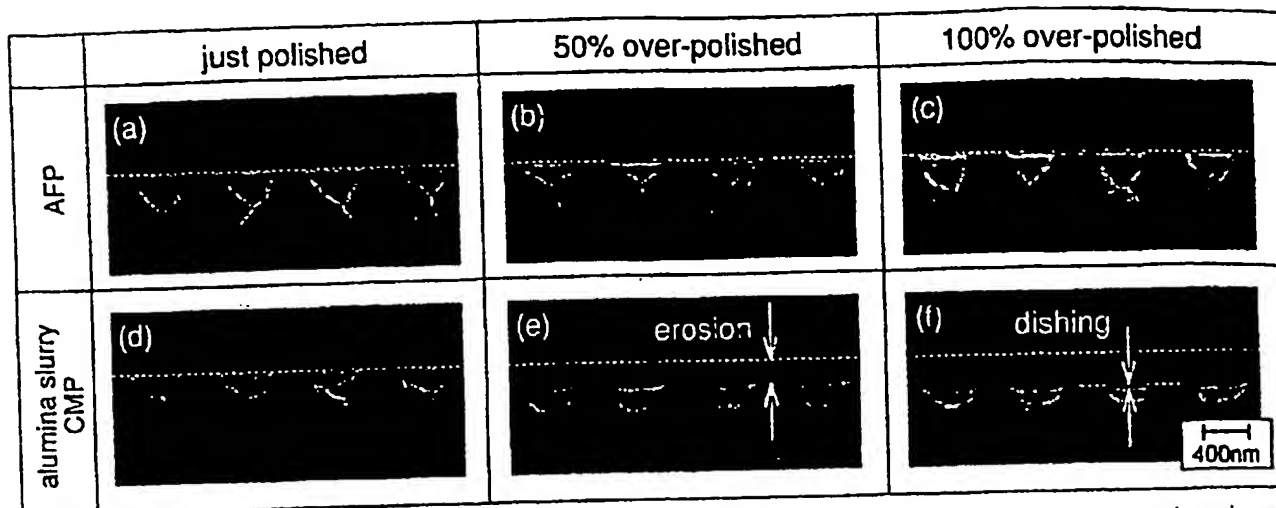 just polished
50% over-polished
100% over-polished
AFP
(a)
(b)
(c)
alumina slurry
CMP
(d)
(e)
erosion
(f)
dishing
400nm